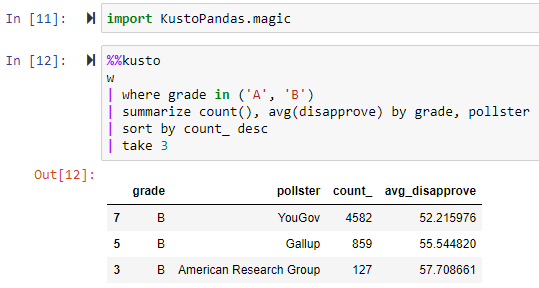 In [11]: import KustoPandas.magic
In [12]: %%kusto
w
| where grade in ('A', 'B')
| summarize count(), avg(disapprove) by grade, pollster
| sort by count_ desc
| take 3
Out[12]:
grade pollster count_ avg_disapprove
7 B YouGov 4582 52.215976
5 B Gallup 859 55.544820
3 B American Research Group 127 57.708661